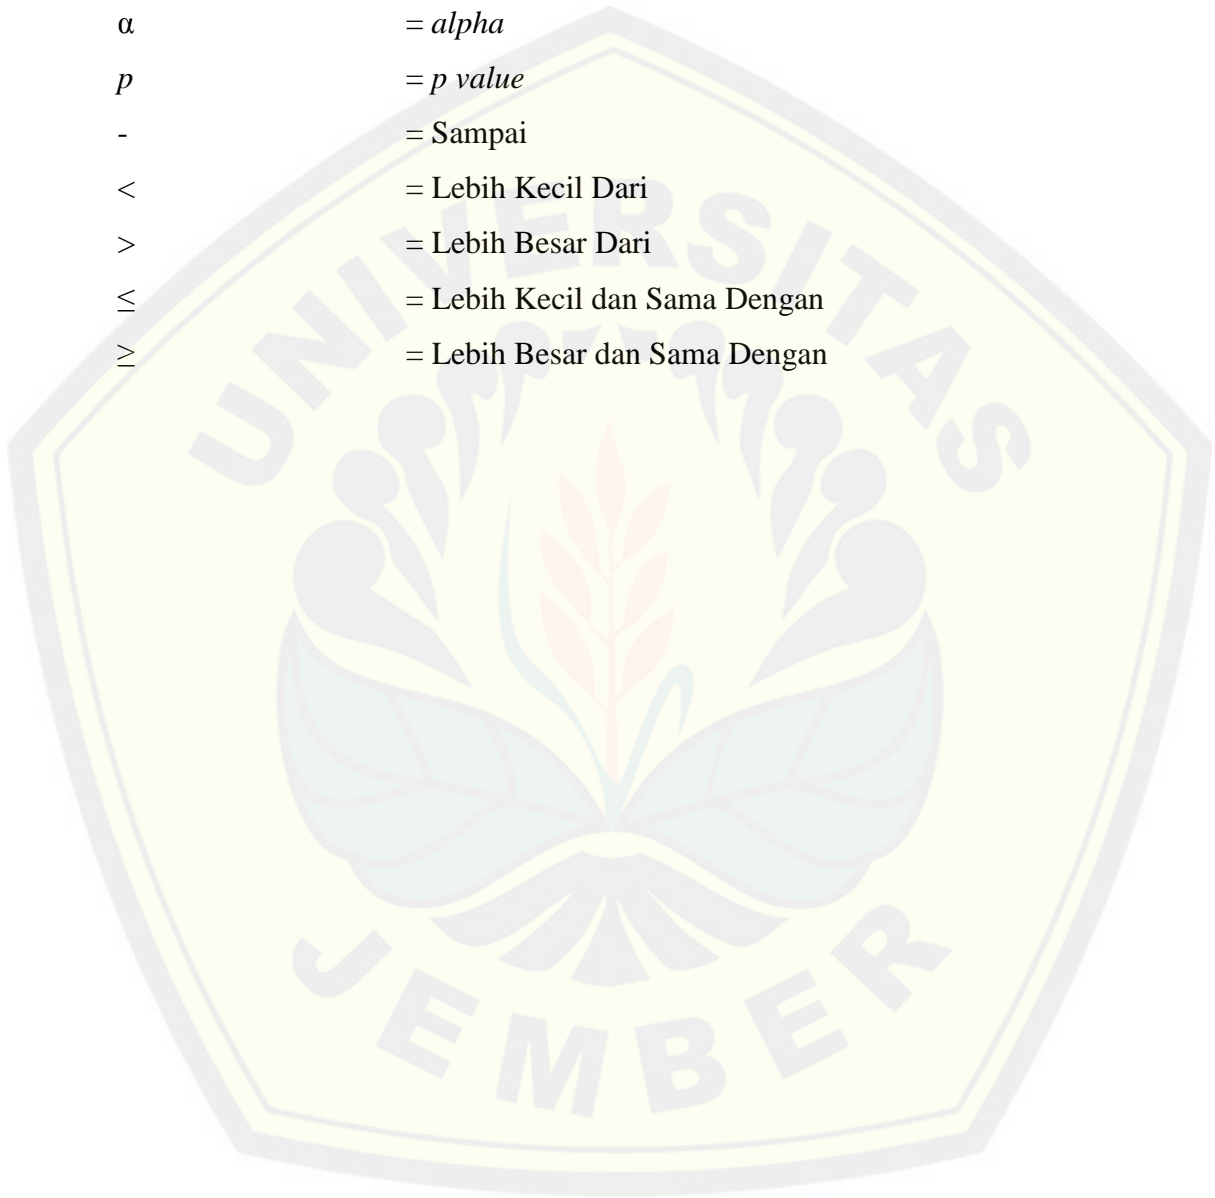 α = alpha
p = p value
- = Sampai
< = Lebih Kecil Dari
> = Lebih Besar Dari
≤ = Lebih Kecil dan Sama Dengan
≥ = Lebih Besar dan Sama Dengan
UNIVERSITAS
JEMBER